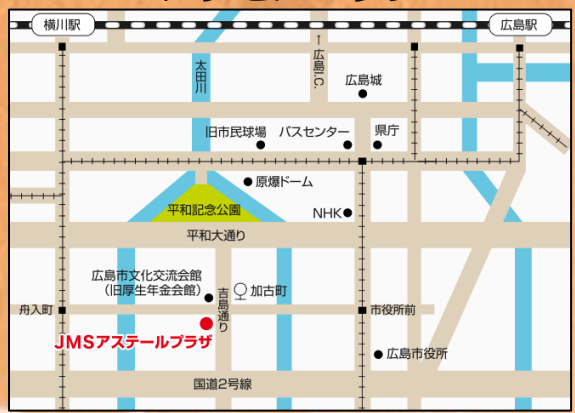 横川駅
広島駅
太田川
↑広島I.C.
広島城
旧市民球場
バスセンター
県庁
原爆ドーム
平和記念公園
NHK
平和大通り
広島市文化交流会館
(旧厚生年金会館)
吉島通り
加古町
舟入町
市役所前
JMSアステールプラザ
広島市役所
国道2号線